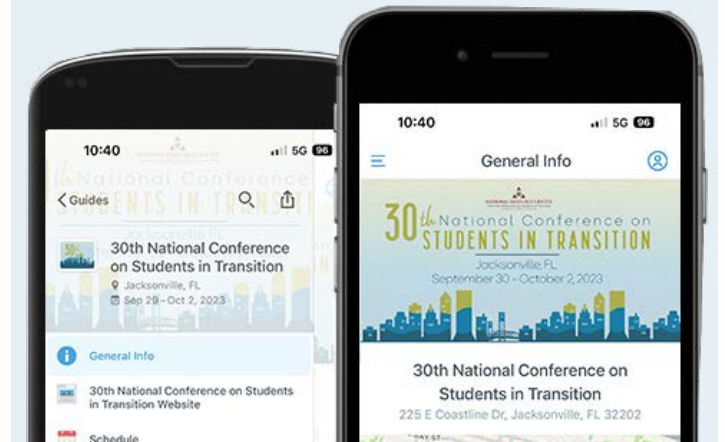 10:40
5G 96
Guides
30th National Conference
on Students in Transition
Jacksonville, FL
Sep 29 - Oct 2, 2023
General Info
30th National Conference on Students
in Transition Website
Schedule
10:40
5G 96
General Info
NATIONAL RESOURCE CENTER
30th National Conference on
STUDENTS IN TRANSITION
Jacksonville, FL
September 30 - October 2, 2023
30th National Conference on
Students in Transition
225 E Coastline Dr, Jacksonville, FL 32202